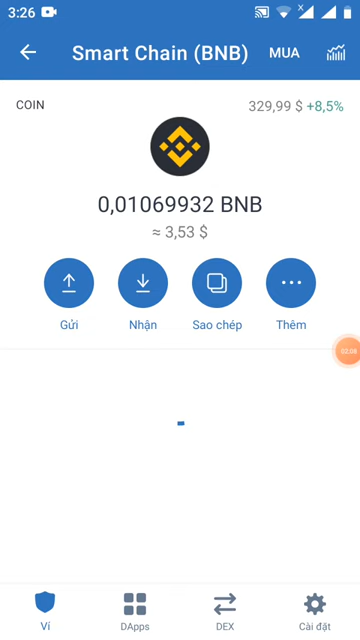 3:26
Smart Chain (BNB)
MUA
COIN
329,99 $ +8,5%
0,01069932 BNB
≈ 3,53 $
Gửi
Nhận
Sao chép
Thêm
Ví
DApps
DEX
Cài đặt